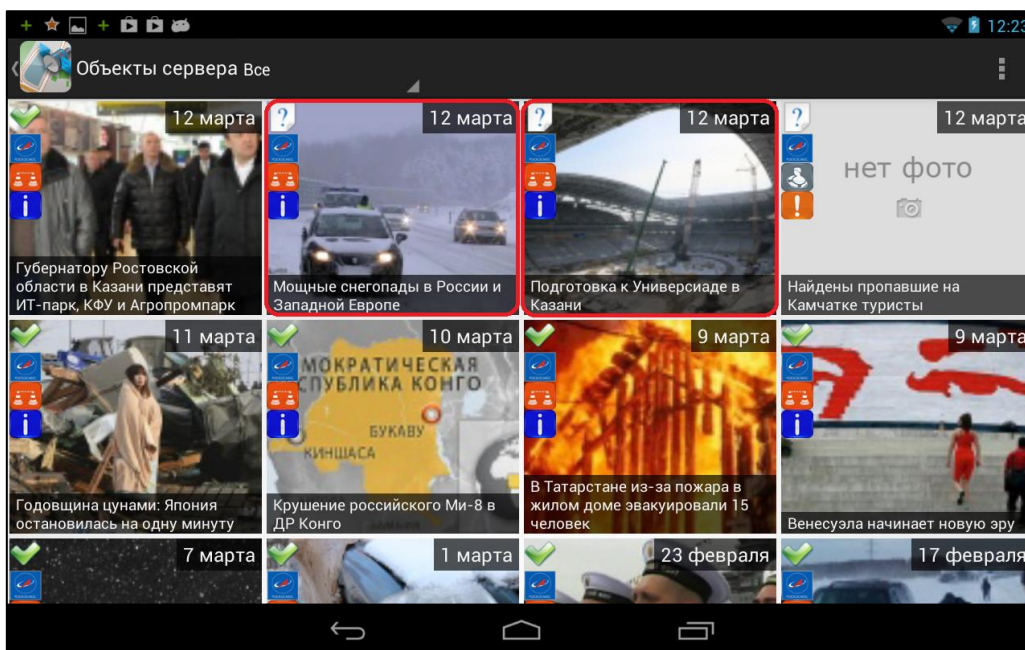 12:23
Объекты сервера Все
12 марта
Губернатору Ростовской
области в Казани представят
ИТ-парк, КФУ и Агропромпарк
12 марта
Мощные снегопады в России и
Западной Европе
12 марта
Подготовка к Универсиаде в
Казани
12 марта
нет фото
Найдены пропавшие на
Камчатке туристы
11 марта
Годовщина цунами: Япония
остановилась на одну минуту
10 марта
МОКРАТИЧЕСКАЯ
СПУБЛИКА КОНГО
БУКАВУ
КИНШАСА
Крушение российского Ми-8 в
ДР Конго
9 марта
В Татарстане из-за пожара в
жилом доме эвакуировали 15
человек
9 марта
Венесуэла начинает новую эру
7 марта
1 марта
23 февраля
17 февраля